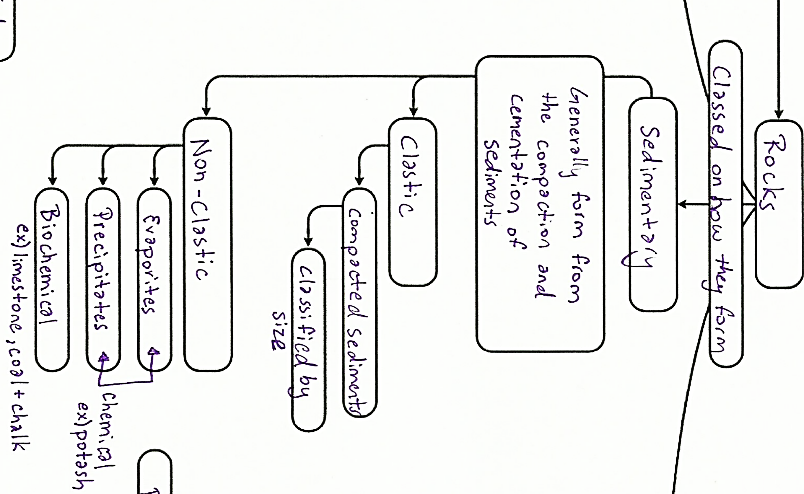 Rocks
Classed on how they form
Sedimentary
Generally form from
the compaction and
cementation of
sediments
Clastic
compacted sediments
classified by
size
Non-Clastic
Evaporites
Precipitates
Chemical
ex) potash
Biochemical
ex) limestone, coal + chalk